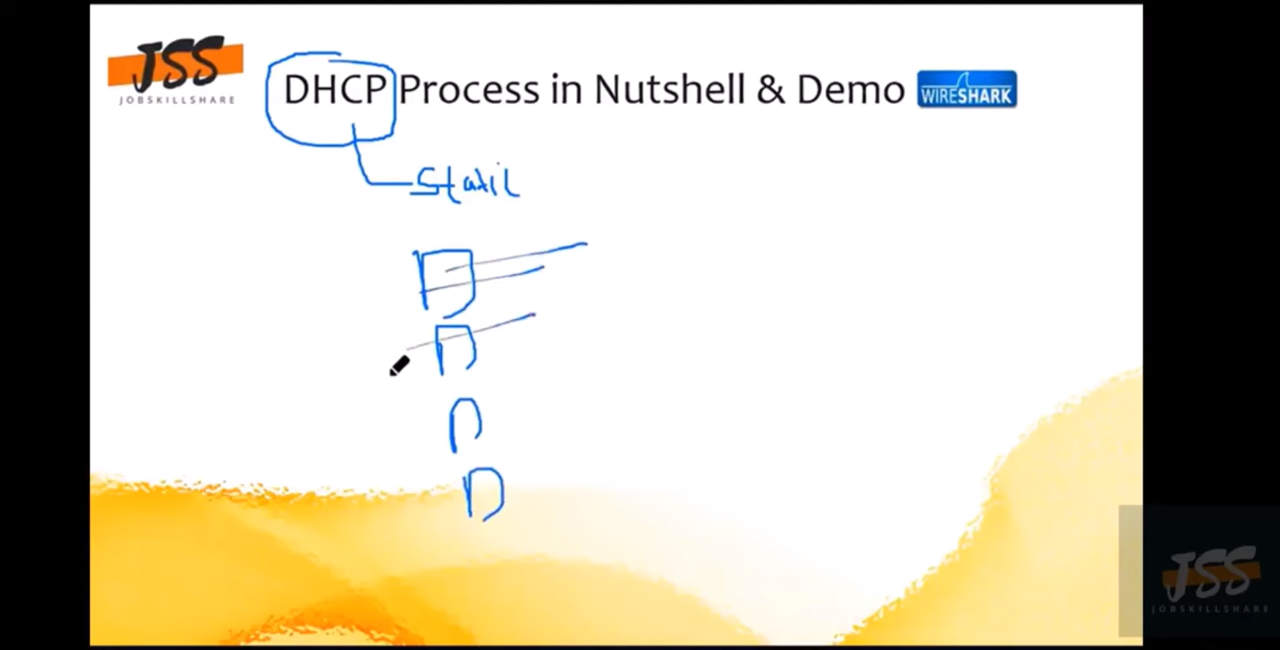 JSS
JOBSKILLSHARE
DHCP Process in Nutshell & Demo WIRESHARK
Static
JSS
JOBSKILLSHARE